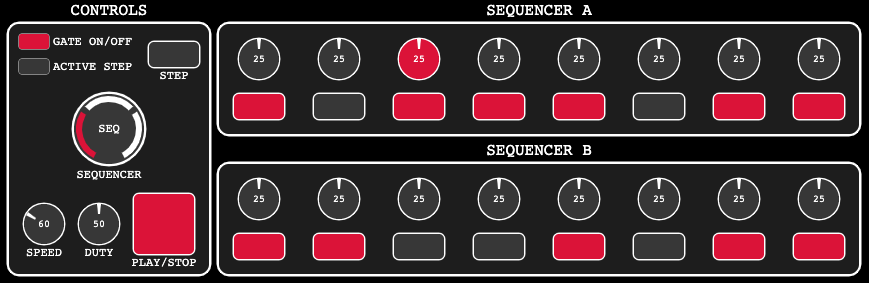 CONTROLS
GATE ON/OFF
ACTIVE STEP
STEP
SEQ
SEQUENCER
60
50
SPEED
DUTY
PLAY/STOP
SEQUENCER A
25 25 25 25 25 25 25 25
SEQUENCER B
25 25 25 25 25 25 25 25